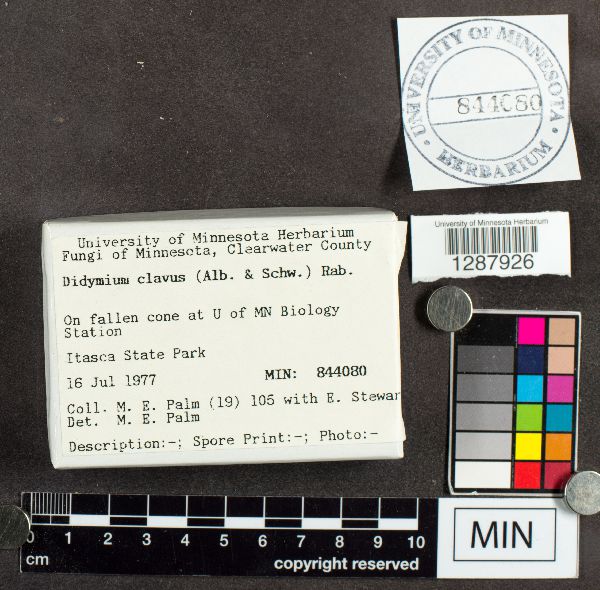 UNIVERSITY OF MINNESOTA
844080
HERBARIUM
University of Minnesota Herbarium
1287926
University of Minnesota Herbarium
Fungi of Minnesota, Clearwater County
Didymium clavus (Alb. & Schw.) Rab.
On fallen cone at U of MN Biology
Station
Itasca State Park
16 Jul 1977 MIN: 844080
Coll. M. E. Palm (19) 105 with E. Stewar
Det. M. E. Palm
Description:-; Spore Print:-; Photo:-
0 1 2 3 4 5 6 7 8 9 10
cm copyright reserved
MIN